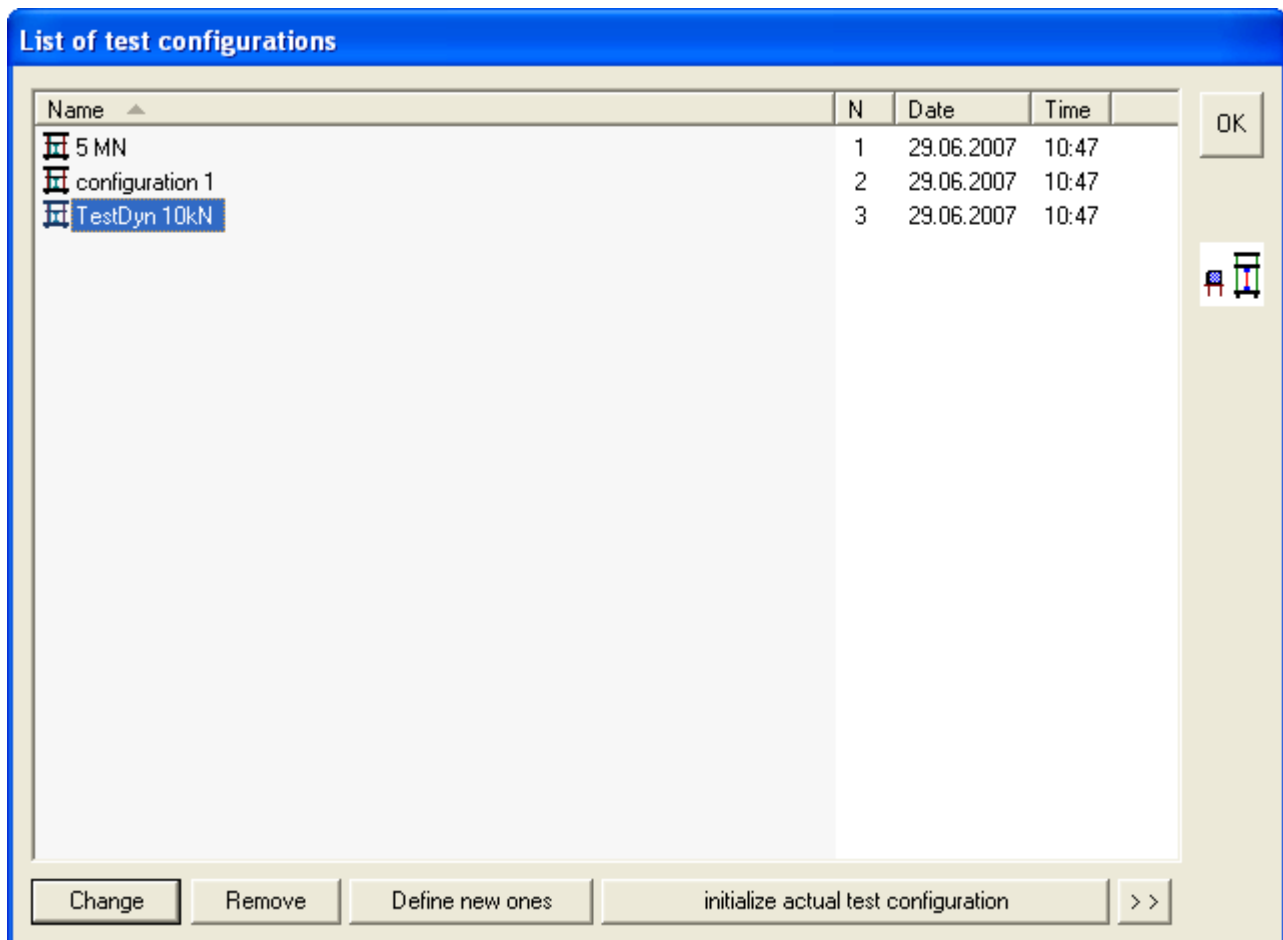 List of test configurations
Name N Date Time
OK
5 MN 1 29.06.2007 10:47
configuration 1 2 29.06.2007 10:47
TestDyn 10kN 3 29.06.2007 10:47
Change Remove Define new ones initialize actual test configuration >>